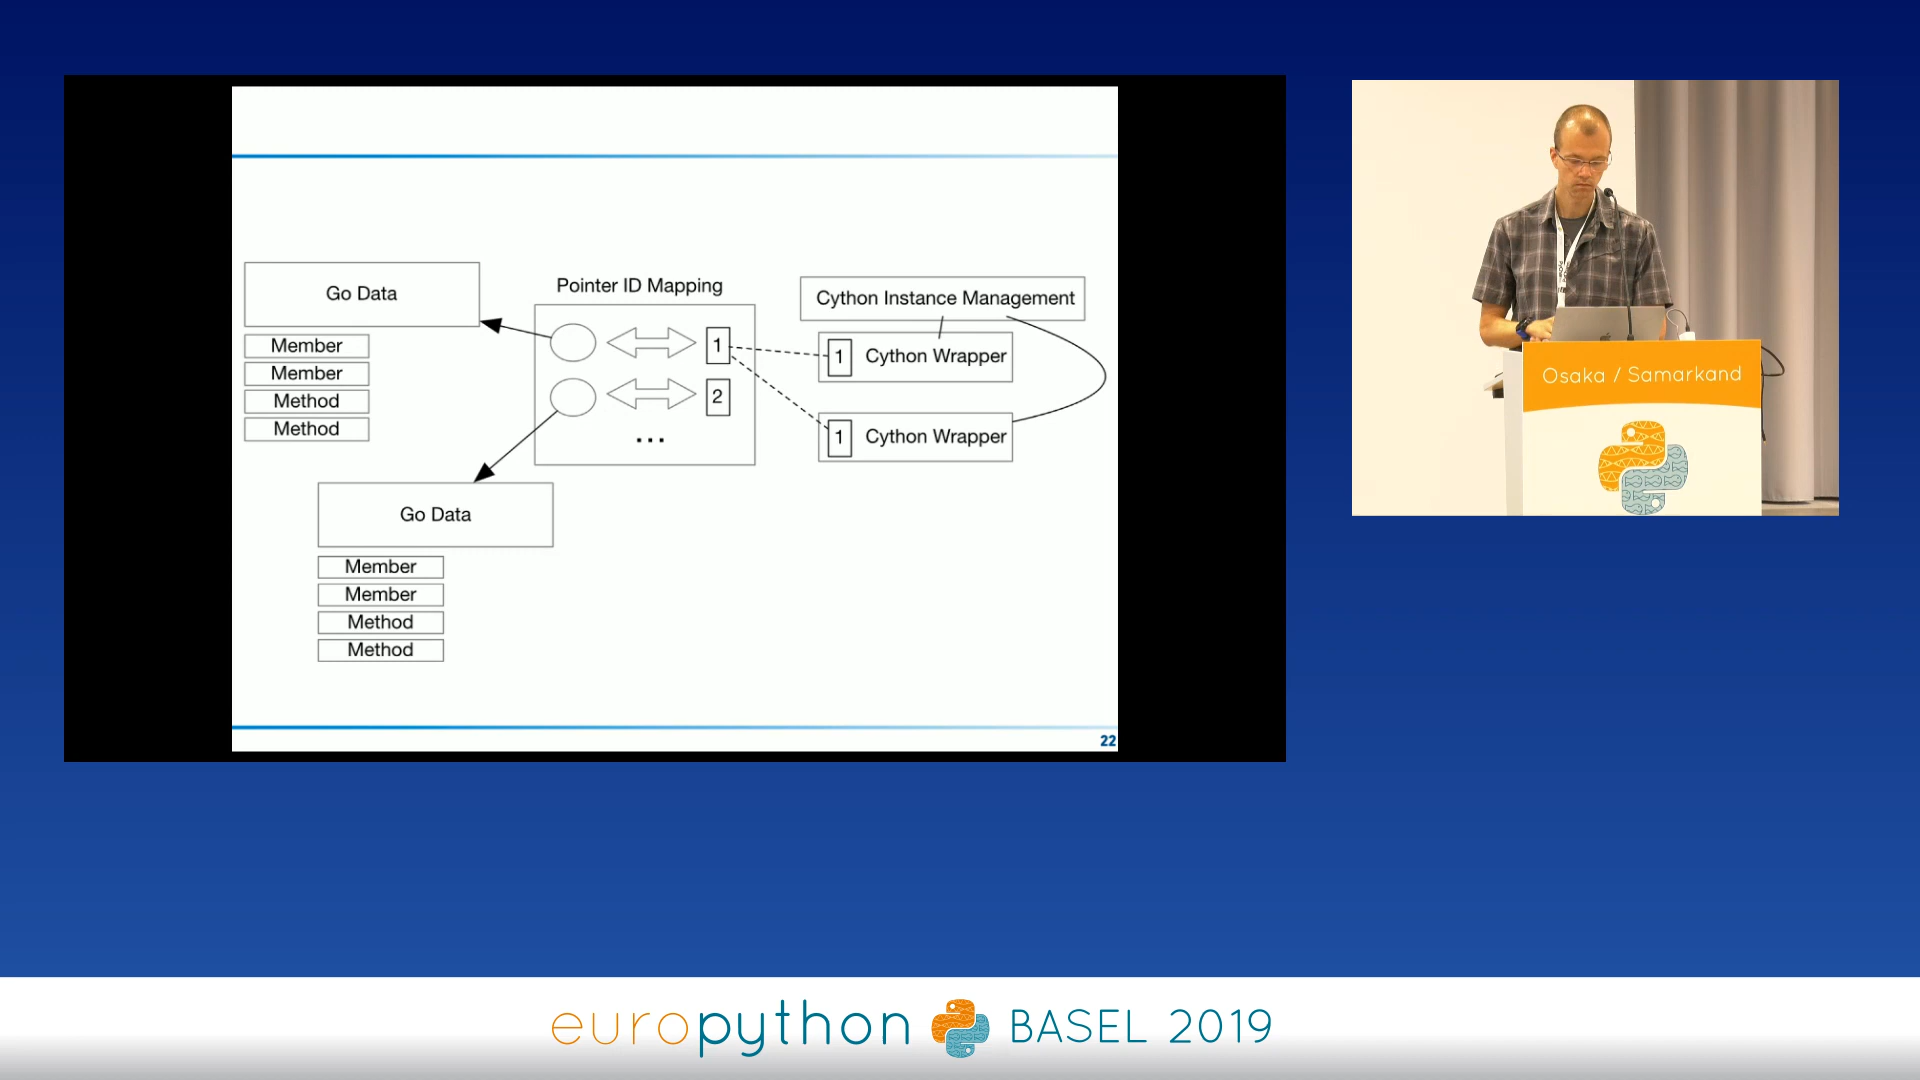 Go Data
Member
Member
Method
Method
Pointer ID Mapping
1
2
...
Cython Instance Management
1 Cython Wrapper
1 Cython Wrapper
Go Data
Member
Member
Method
Method
22
Osaka / Samarkand
europython BASEL 2019